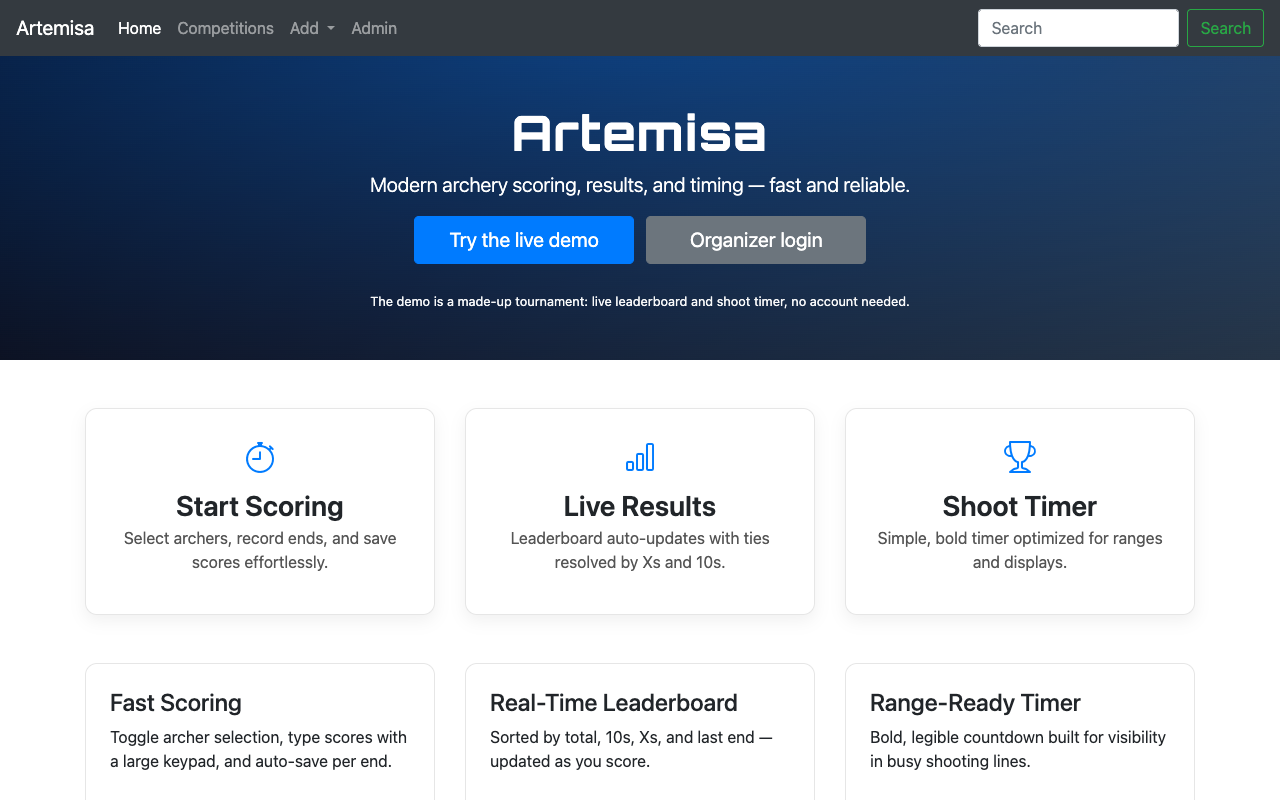 Artemisa Home Competitions Add Admin Search Search
Artemisa
Modern archery scoring, results, and timing — fast and reliable.
Try the live demo Organizer login
The demo is a made-up tournament: live leaderboard and shoot timer, no account needed.
Start Scoring
Select archers, record ends, and save
scores effortlessly.
Live Results
Leaderboard auto-updates with ties
resolved by Xs and 10s.
Shoot Timer
Simple, bold timer optimized for ranges
and displays.
Fast Scoring
Toggle archer selection, type scores with
a large keypad, and auto-save per end.
Real-Time Leaderboard
Sorted by total, 10s, Xs, and last end —
updated as you score.
Range-Ready Timer
Bold, legible countdown built for visibility
in busy shooting lines.